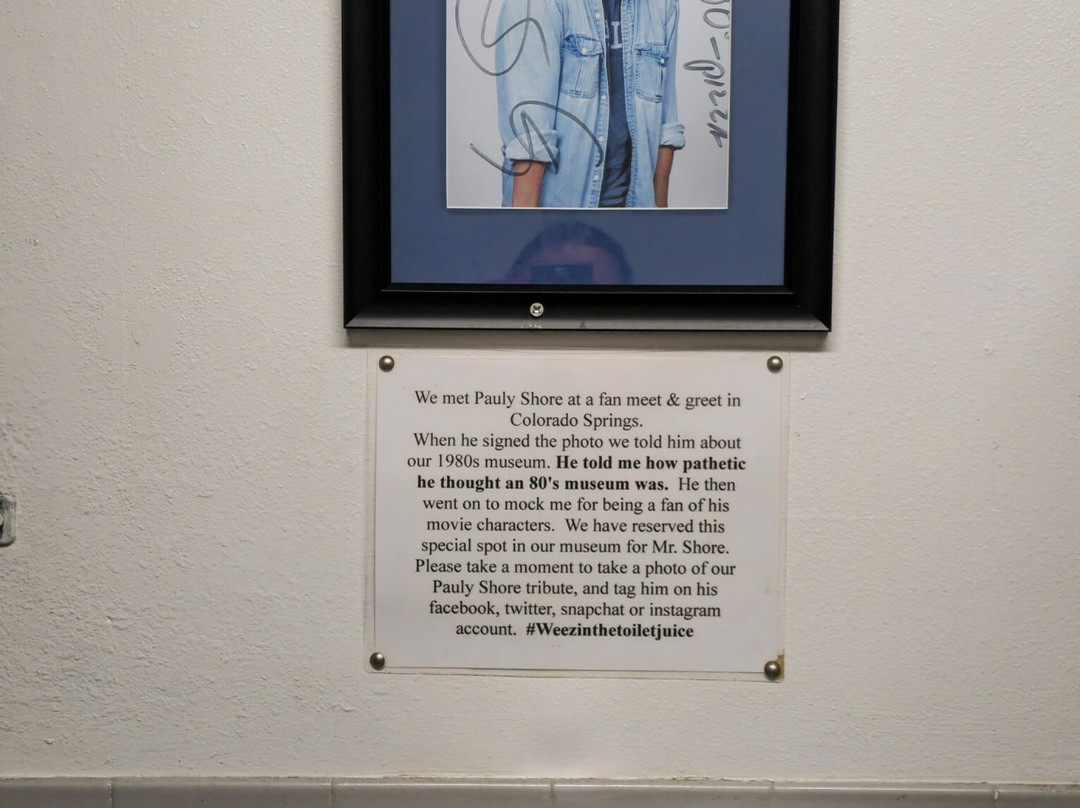 We met Pauly Shore at a fan meet & greet in
Colorado Springs.
When he signed the photo we told him about
our 1980s museum. He told me how pathetic
he thought an 80's museum was. He then
went on to mock me for being a fan of his
movie characters. We have reserved this
special spot in our museum for Mr. Shore.
Please take a moment to take a photo of our
Pauly Shore tribute, and tag him on his
facebook, twitter, snapchat or instagram
account. #Weezinthetoiletjuice